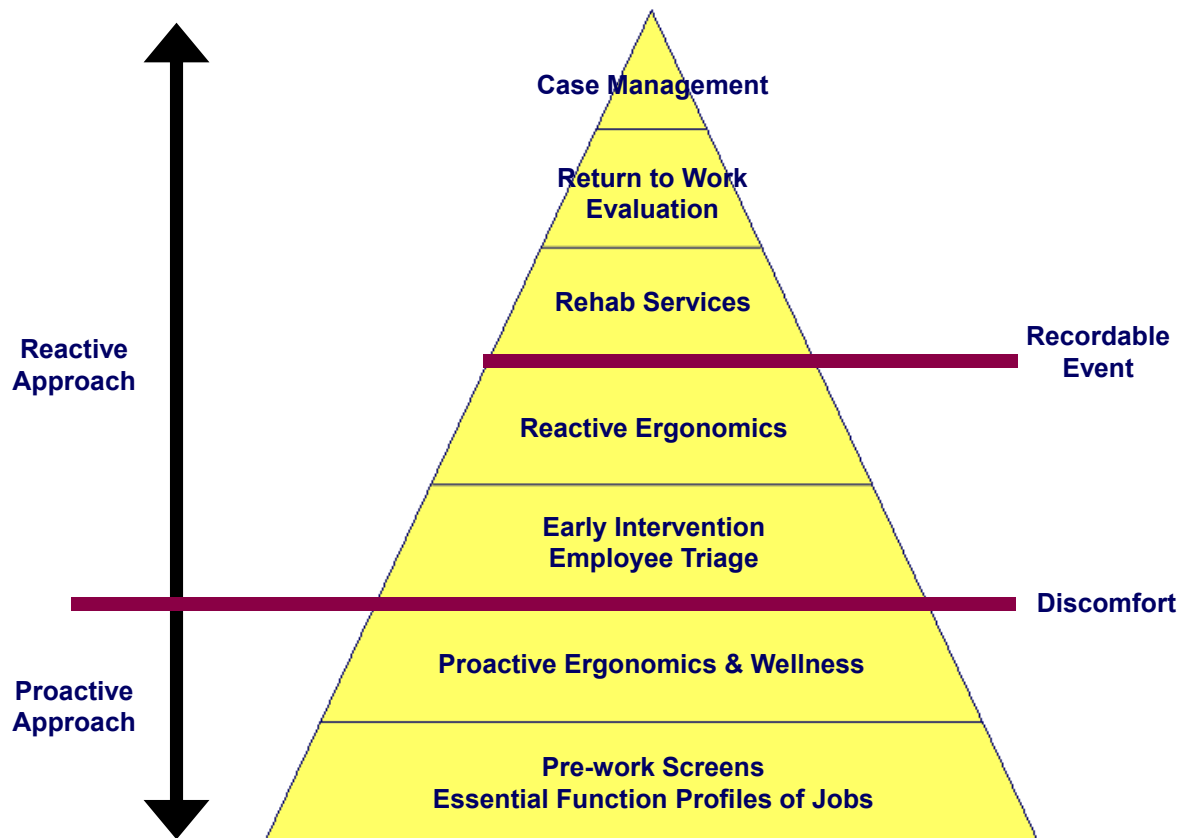 Case Management
Return to Work
Evaluation
Rehab Services
Reactive
Approach
Recordable
Event
Reactive Ergonomics
Early Intervention
Employee Triage
Discomfort
Proactive Ergonomics & Wellness
Proactive
Approach
Pre-work Screens
Essential Function Profiles of Jobs